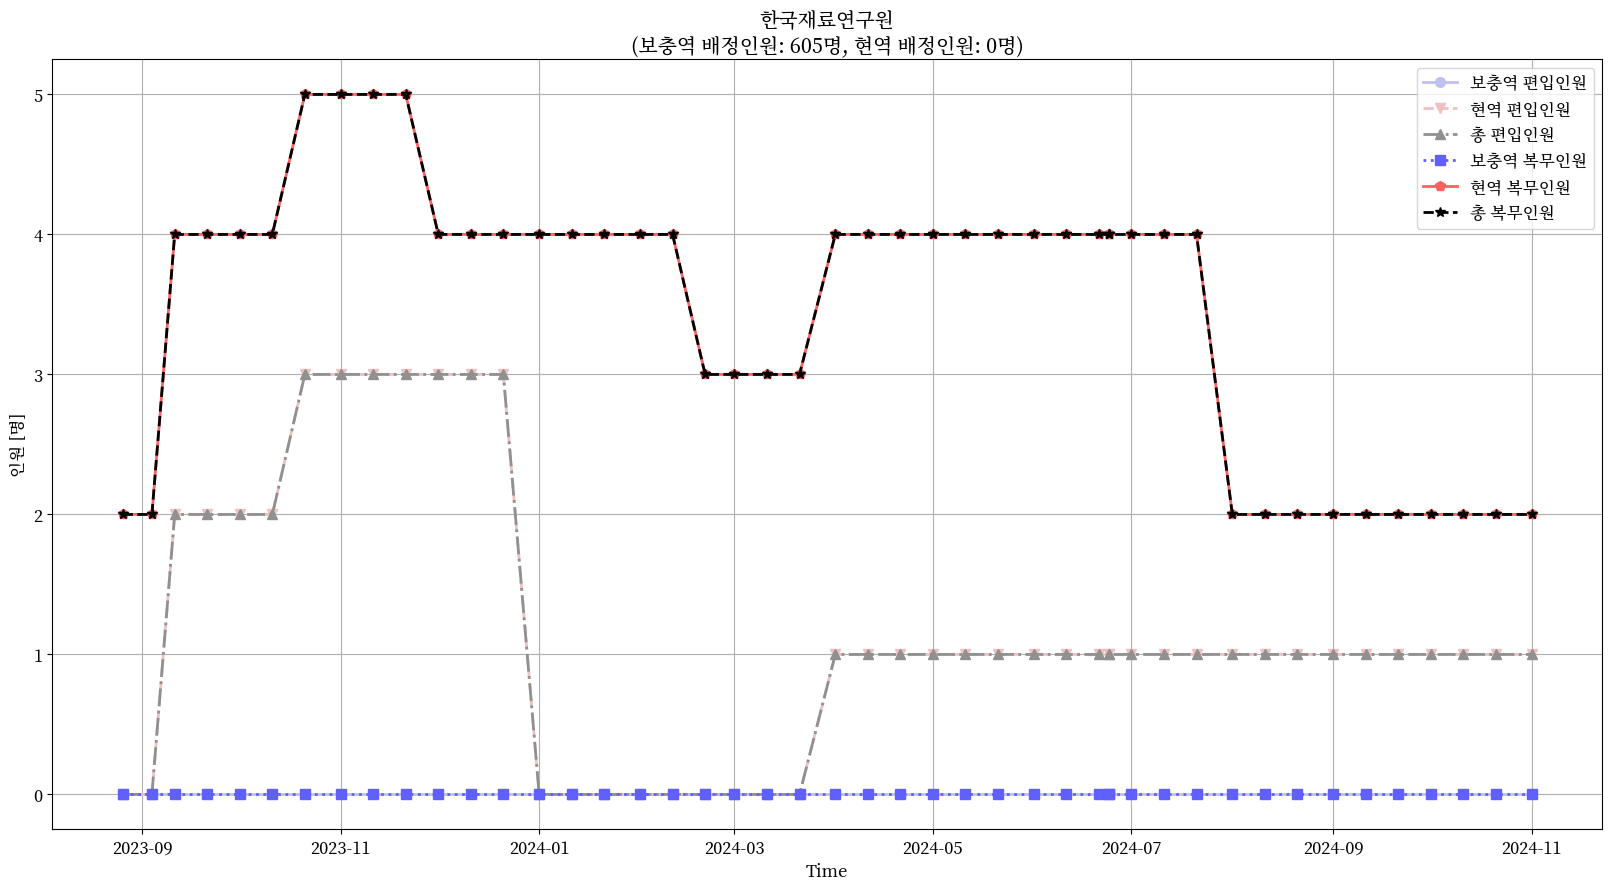 한국재료연구원
(보충역 배정인원: 605명, 현역 배정인원: 0명)
보충역 편입인원
현역 편입인원
총 편입인원
보충역 복무인원
현역 복무인원
총 복무인원
인원 [명]
5
4
3
2
1
0
2023-09
2023-11
2024-01
2024-03
2024-05
2024-07
2024-09
2024-11
Time